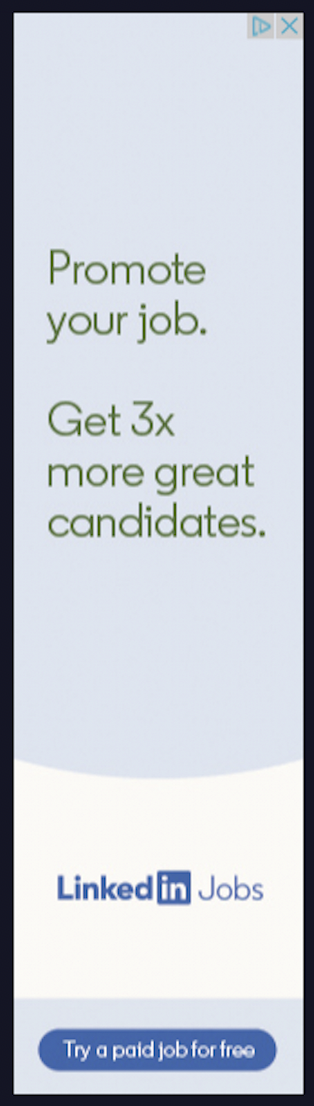 Promote
your job.
Get 3x
more great
candidates.
Linkedin Jobs
Try a paid job for free